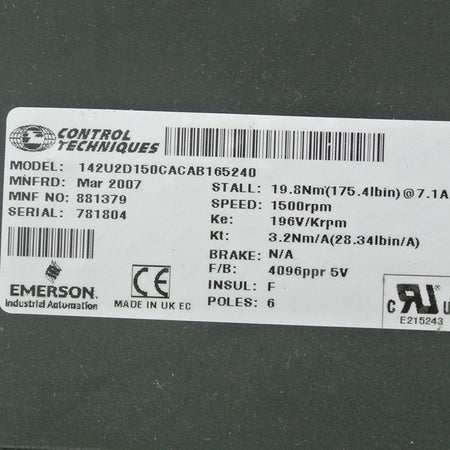 CONTROL
TECHNIQUES
MODEL: 142U2D150CACAB165240
MNFRD: Mar 2007
MNF NO: 881379
SERIAL: 781804
STALL: 19.8Nm(175.4lbin)@7.1A
SPEED: 1500rpm
Ke: 196V/Krpm
Kt: 3.2Nm/A(28.34lbin/A)
BRAKE: N/A
F/B: 4096ppr 5V
INSUL: F
POLES: 6
EMERSON
Industrial Automation
CE
MADE IN UK EC
c RU u
E215243